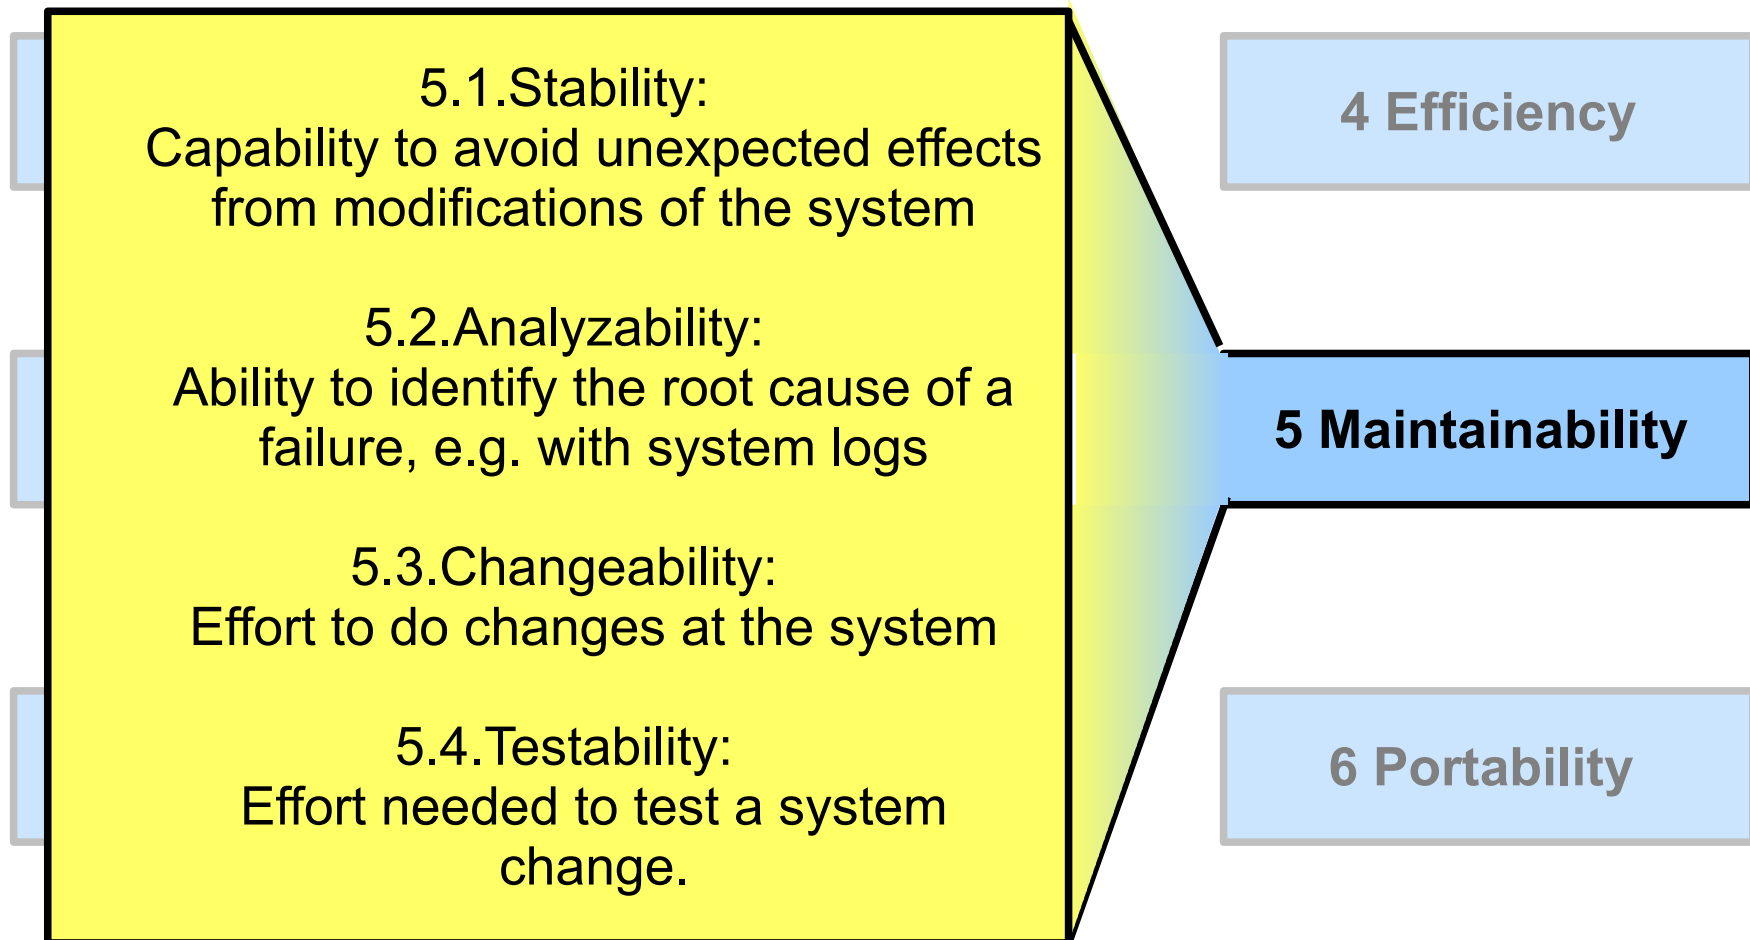 5.1.Stability:
Capability to avoid unexpected effects
from modifications of the system
5.2.Analyzability:
Ability to identify the root cause of a
failure, e.g. with system logs
5.3.Changeability:
Effort to do changes at the system
5.4.Testability:
Effort needed to test a system
change.
4 Efficiency
5 Maintainability
6 Portability